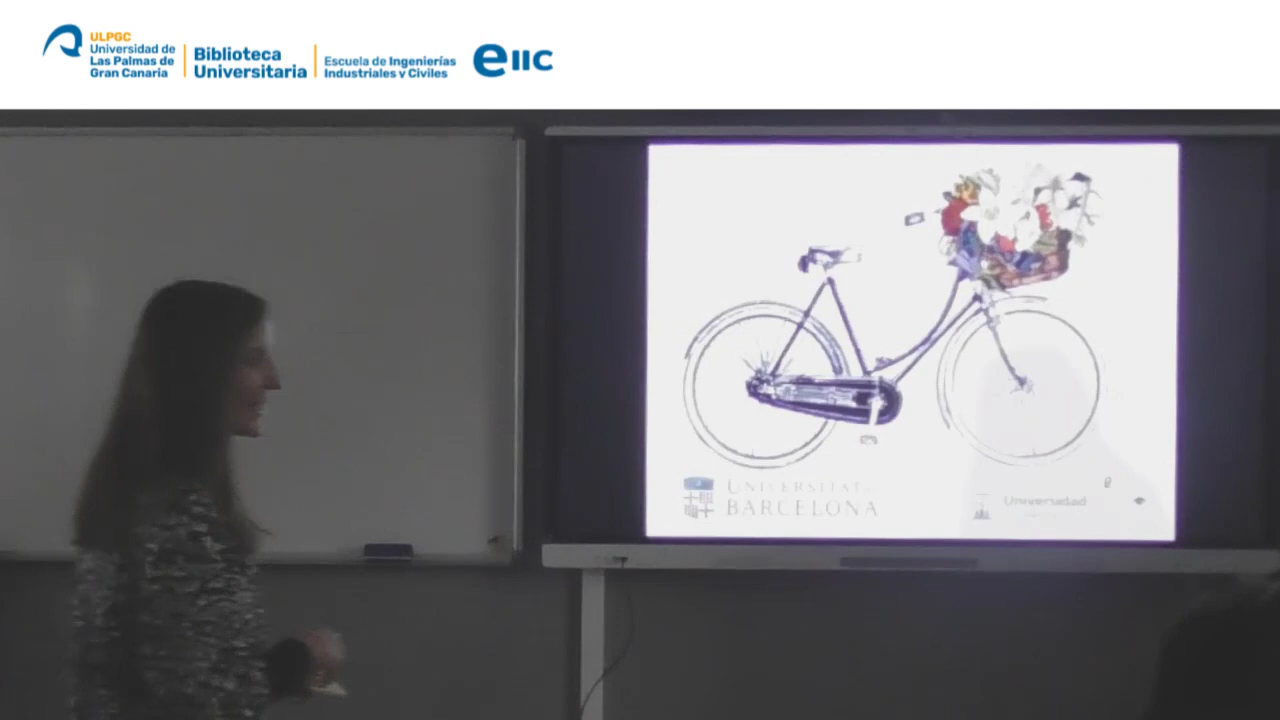 ULPGC
Universidad de
Las Palmas de
Gran Canaria
Biblioteca
Universitaria
Escuela de Ingenierías
Industriales y Civiles
eiic
UNIVERSITAT DE
BARCELONA
Universidad